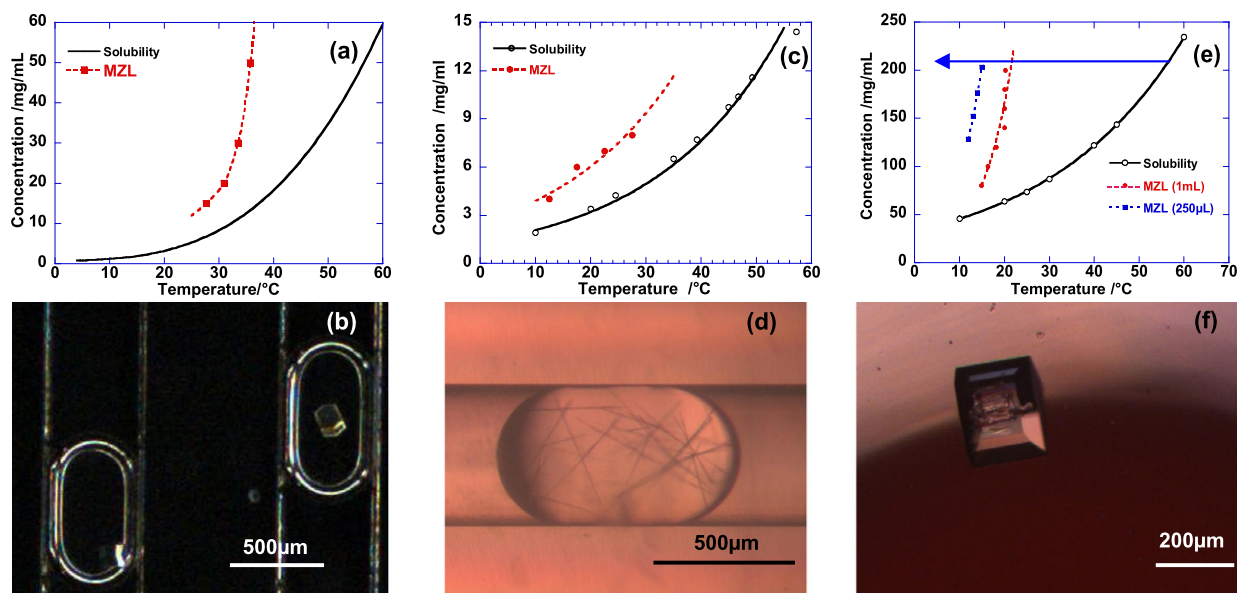 (a)
Solubility
MZL
Concentration /mg/mL
60
50
40
30
20
10
0
0
10
20
30
40
50
60
Temperature/°C
(c)
Solubility
MZL
Concentration /mg/ml
15
12
9
6
3
0
0
10
20
30
40
50
60
Temperature /°C
(e)
Solubility
MZL (1mL)
MZL (250µL)
Concentration /mg/mL
250
200
150
100
50
0
0
10
20
30
40
50
60
70
Temperature /°C
(b)
500µm
(d)
500µm
(f)
200µm